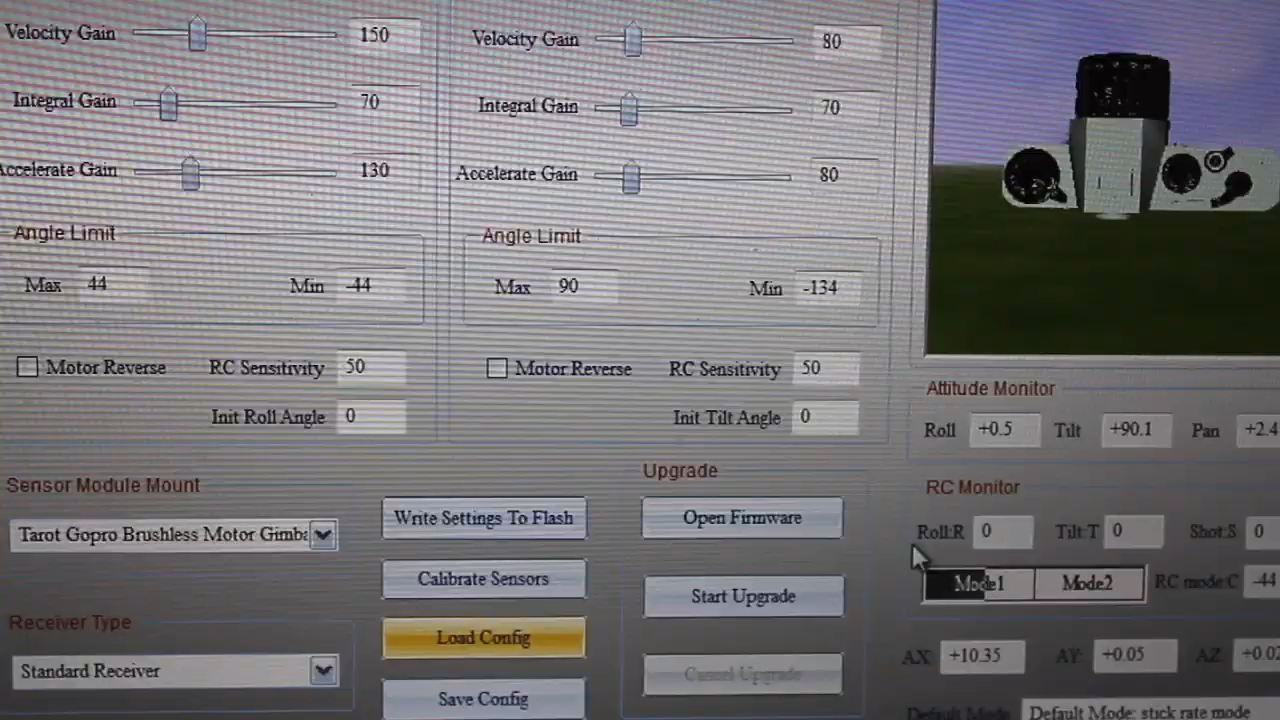 Velocity Gain 150
Integral Gain 70
Accelerate Gain 130
Angle Limit
Max 44 Min -44
Motor Reverse RC Sensitivity 50
Init Roll Angle 0
Velocity Gain 80
Integral Gain 70
Accelerate Gain 80
Angle Limit
Max 90 Min -134
Motor Reverse RC Sensitivity 50
Init Tilt Angle 0
Sensor Module Mount
Tarot Gopro Brushless Motor Gimba
Receiver Type
Standard Receiver
Write Settings To Flash
Calibrate Sensors
Load Config
Save Config
Upgrade
Open Firmware
Start Upgrade
Cancel Upgrade
Attitude Monitor
Roll +0.5 Tilt +90.1 Pan +2.4
RC Monitor
Roll:R 0 Tilt:T 0 Shot:S 0
Mode1 Mode2 RC mode:C -44
AX: +10.35 AY: +0.05 AZ: +0.02
Default Mode Default Mode: stick rate mode